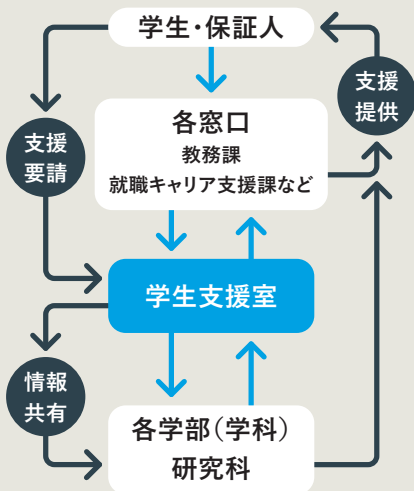 学生・保証人
支援
提供
各窓口
教務課
就職キャリア支援課など
支援
要請
学生支援室
情報
共有
各学部（学科）
研究科